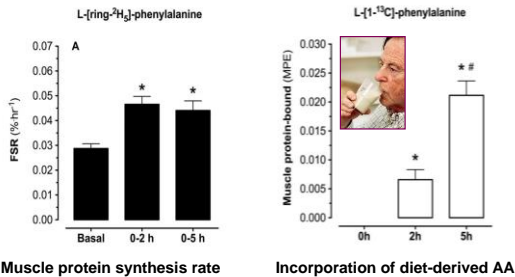 L-[ring-²H₅]-phenylalanine
A
FSR (%·hr⁻¹)
0.07
0.06
0.05
0.04
0.03
0.02
0.01
0.00
*
*
Basal
0-2 h
0-5 h
Muscle protein synthesis rate
L-[1-¹³C]-phenylalanine
Muscle protein-bound (MPE)
0.030
0.025
0.020
0.015
0.010
0.005
0.000
*
* #
0h
2h
5h
Incorporation of diet-derived AA